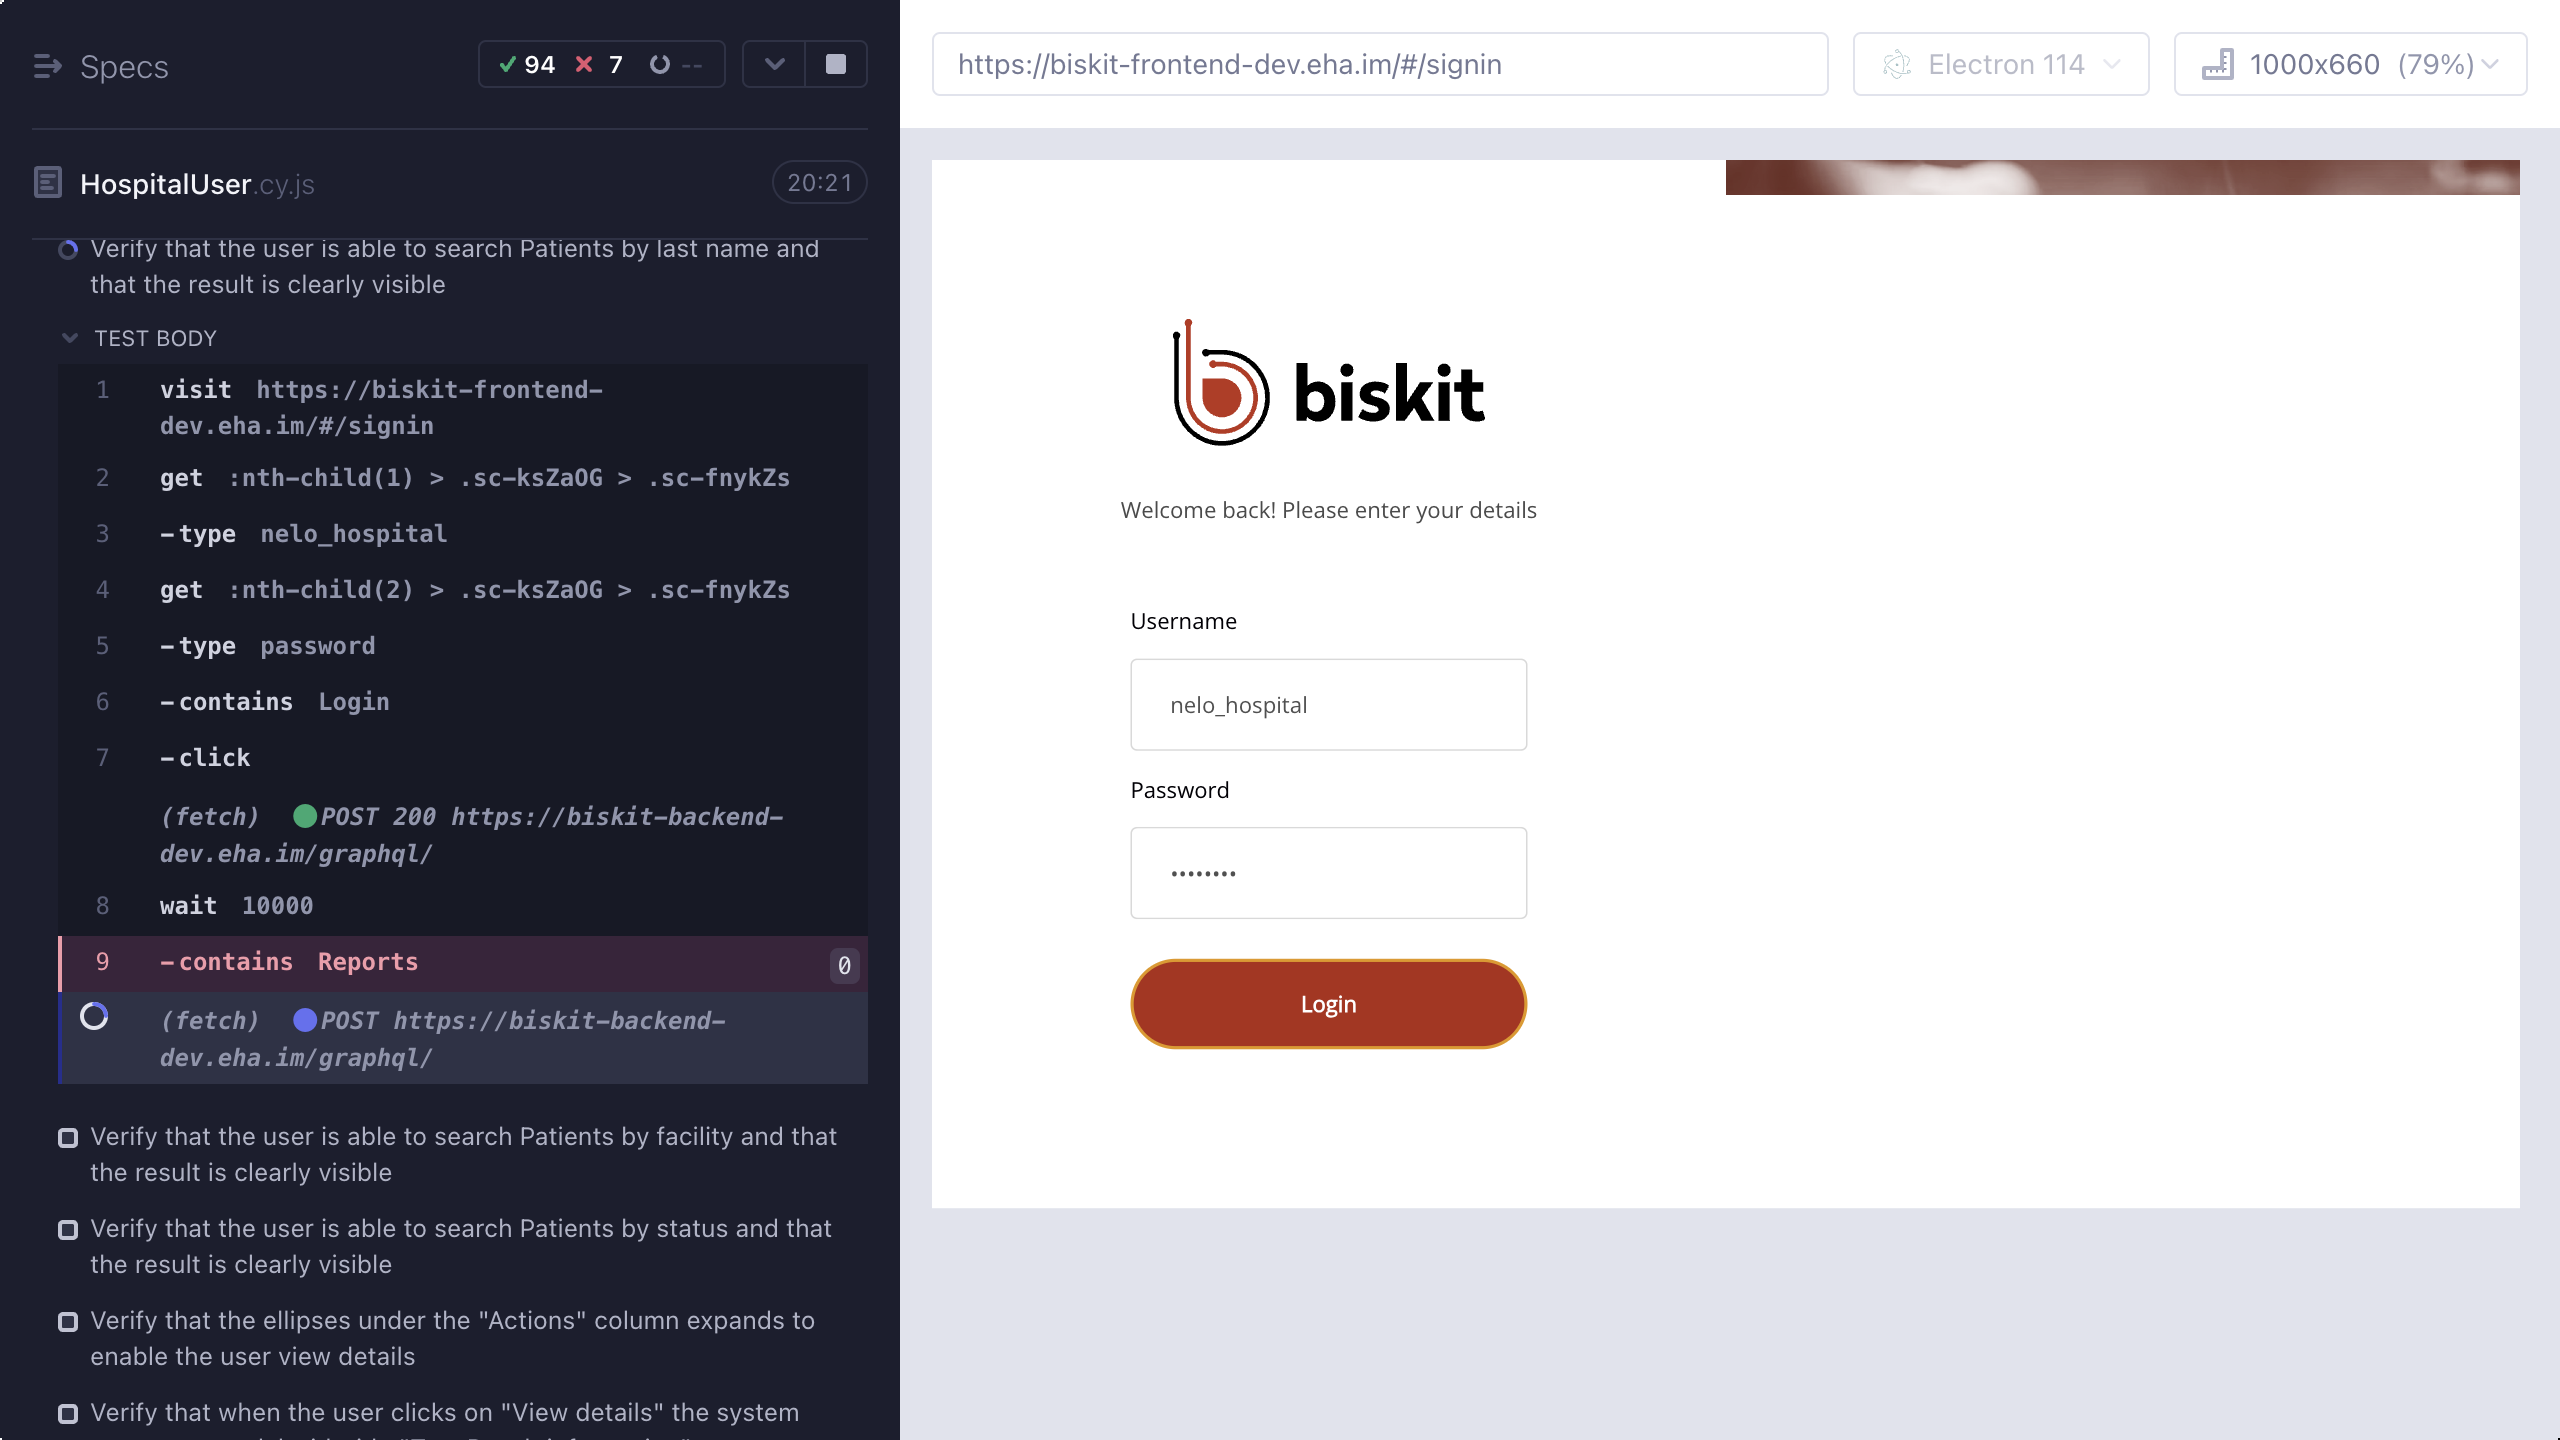 Specs
94 7 --
HospitalUser.cy.js
20:21
Verify that the user is able to search Patients by last name and
that the result is clearly visible
TEST BODY
1 visit https://biskit-frontend-
dev.eha.im/#/signin
2 get :nth-child(1) > .sc-ksZaOG > .sc-fnykZs
3 -type nelo_hospital
4 get :nth-child(2) > .sc-ksZaOG > .sc-fnykZs
5 -type password
6 -contains Login
7 -click
(fetch) POST 200 https://biskit-backend-
dev.eha.im/graphql/
8 wait 10000
9 -contains Reports 0
(fetch) POST https://biskit-backend-
dev.eha.im/graphql/
Verify that the user is able to search Patients by facility and that
the result is clearly visible
Verify that the user is able to search Patients by status and that
the result is clearly visible
Verify that the ellipses under the "Actions" column expands to
enable the user view details
Verify that when the user clicks on "View details" the system
https://biskit-frontend-dev.eha.im/#/signin
Electron 114
1000x660 (79%)
biskit
Welcome back! Please enter your details
Username
nelo_hospital
Password
••••••••
Login